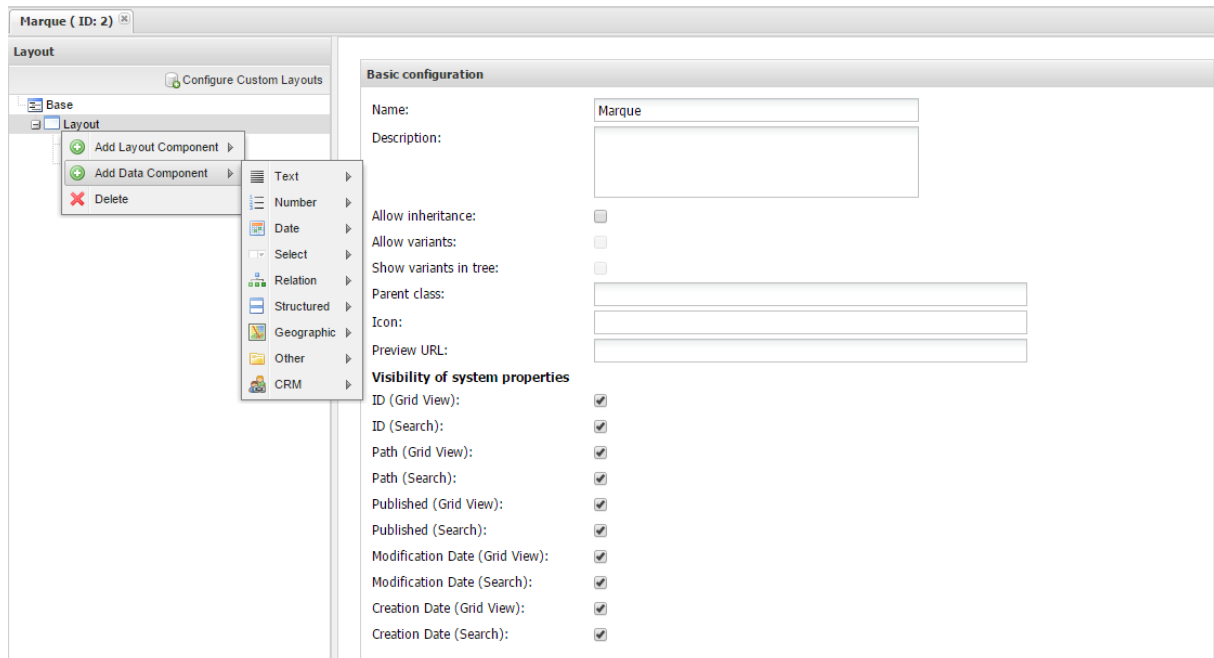 Marque ( ID: 2)
Layout
Configure Custom Layouts
Base
Layout
Add Layout Component
Add Data Component
Delete
Text
Number
Date
Select
Relation
Structured
Geographic
Other
CRM
Basic configuration
Name: Marque
Description:
Allow inheritance:
Allow variants:
Show variants in tree:
Parent class:
Icon:
Preview URL:
Visibility of system properties
ID (Grid View):
ID (Search):
Path (Grid View):
Path (Search):
Published (Grid View):
Published (Search):
Modification Date (Grid View):
Modification Date (Search):
Creation Date (Grid View):
Creation Date (Search):